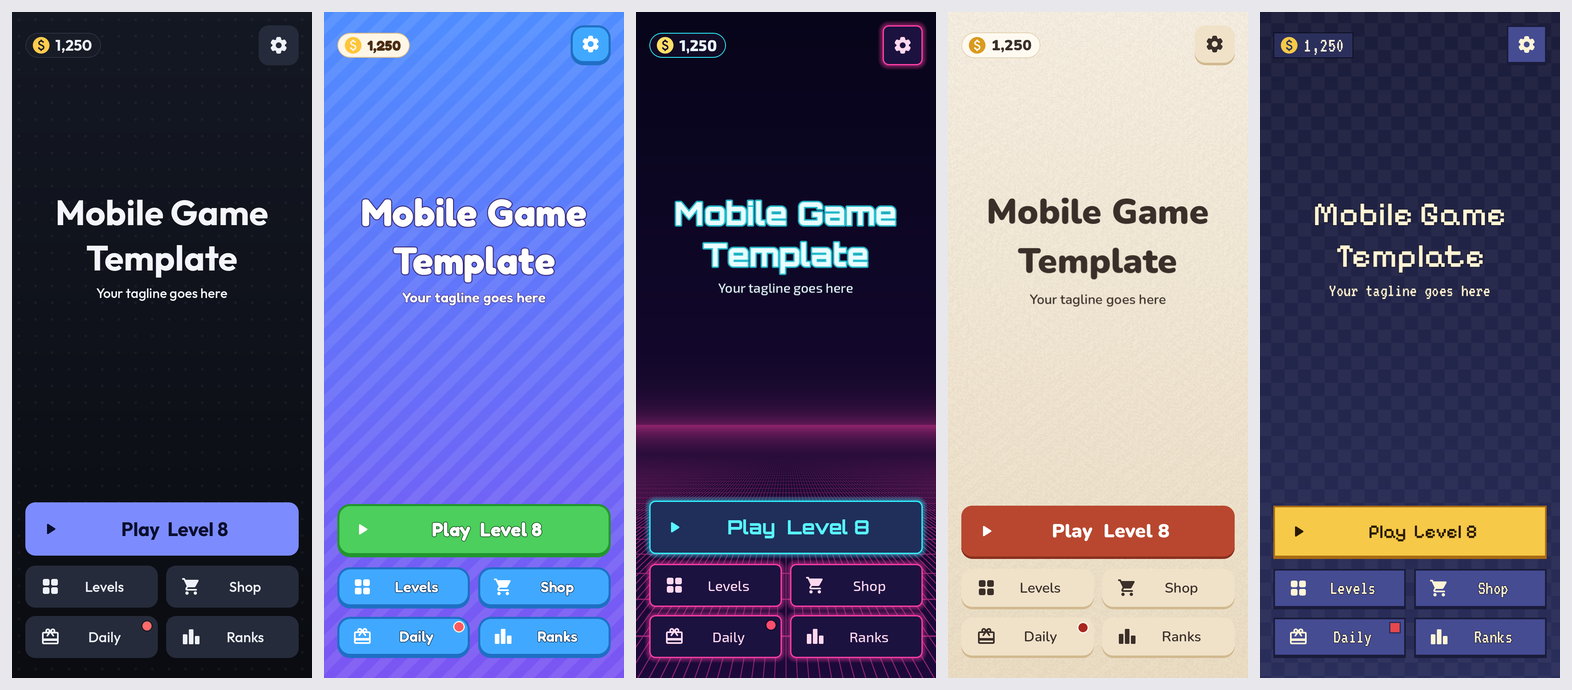 $ 1,250
Mobile Game
Template
Your tagline goes here
Play Level 8
Levels
Shop
Daily
Ranks
$ 1,250
Mobile Game
Template
Your tagline goes here
Play Level 8
Levels
Shop
Daily
Ranks
$ 1,250
Mobile Game
Template
Your tagline goes here
Play Level 8
Levels
Shop
Daily
Ranks
$ 1,250
Mobile Game
Template
Your tagline goes here
Play Level 8
Levels
Shop
Daily
Ranks
$ 1,250
Mobile Game
Template
Your tagline goes here
Play Level 8
Levels
Shop
Daily
Ranks